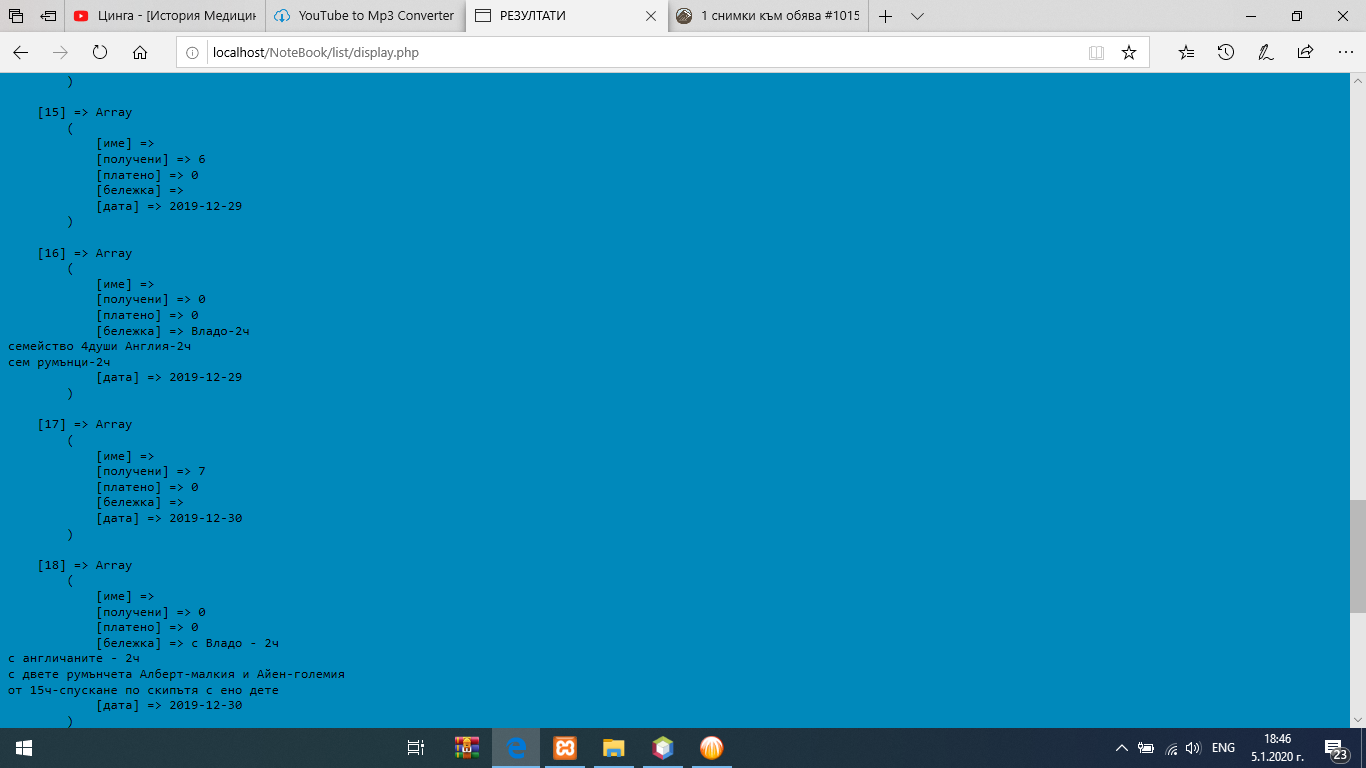 Цинга - [История Медицин
YouTube to Mp3 Converter
РЕЗУЛТАТИ
1 снимки към обява #1015
localhost/NoteBook/list/display.php
)
[15] => Array
(
[име] =>
[получени] => 6
[платено] => 0
[бележка] =>
[дата] => 2019-12-29
)
[16] => Array
(
[име] =>
[получени] => 0
[платено] => 0
[бележка] => Владо-2ч
семейство 4души Англия-2ч
сем румънци-2ч
[дата] => 2019-12-29
)
[17] => Array
(
[име] =>
[получени] => 7
[платено] => 0
[бележка] =>
[дата] => 2019-12-30
)
[18] => Array
(
[име] =>
[получени] => 0
[платено] => 0
[бележка] => с Владо - 2ч
с англичаните - 2ч
с двете румънчета Алберт-малкия и Айен-големия
от 15ч-спускане по скипътя с ено дете
[дата] => 2019-12-30
)
ENG
18:46
5.1.2020 г.
23